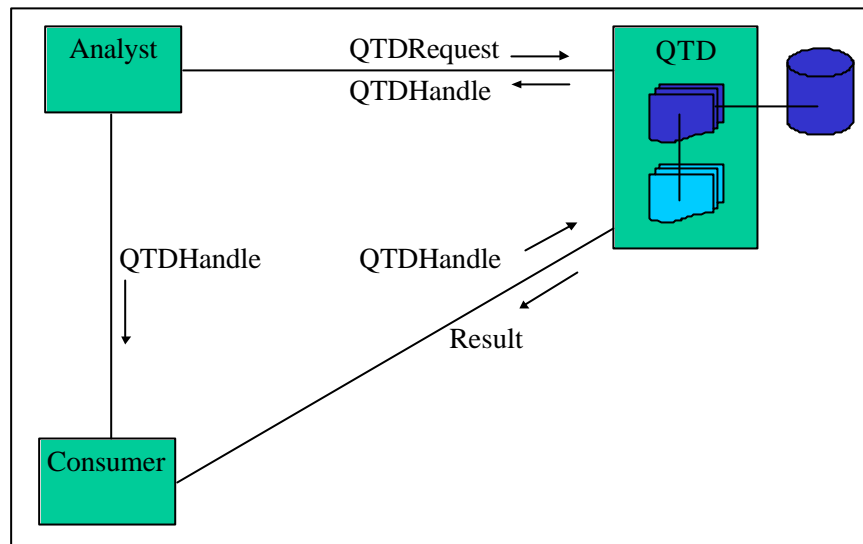 Analyst
QTDRequest
QTD
QTDHandle
QTDHandle
QTDHandle
Result
Consumer